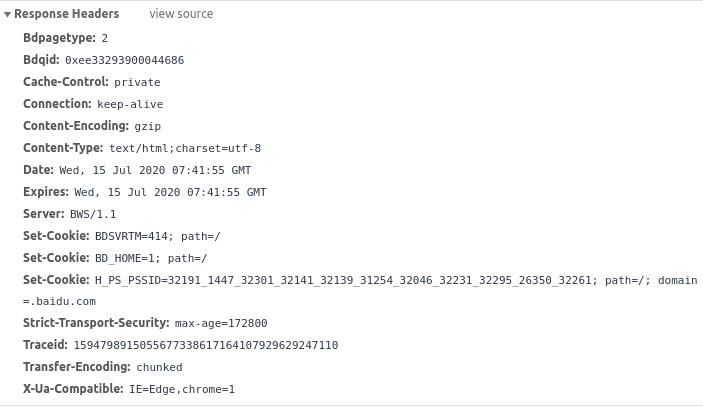 Response Headers view source
Bdpagetype: 2
Bdqid: 0xee33293900044686
Cache-Control: private
Connection: keep-alive
Content-Encoding: gzip
Content-Type: text/html;charset=utf-8
Date: Wed, 15 Jul 2020 07:41:55 GMT
Expires: Wed, 15 Jul 2020 07:41:55 GMT
Server: BWS/1.1
Set-Cookie: BDSVRTM=414; path=/
Set-Cookie: BD_HOME=1; path=/
Set-Cookie: H_PS_PSSID=32191_1447_32301_32141_32139_31254_32046_32231_32295_26350_32261; path=/; domain
=.baidu.com
Strict-Transport-Security: max-age=172800
Traceid: 1594798915055677338617164107929629247110
Transfer-Encoding: chunked
X-Ua-Compatible: IE=Edge,chrome=1